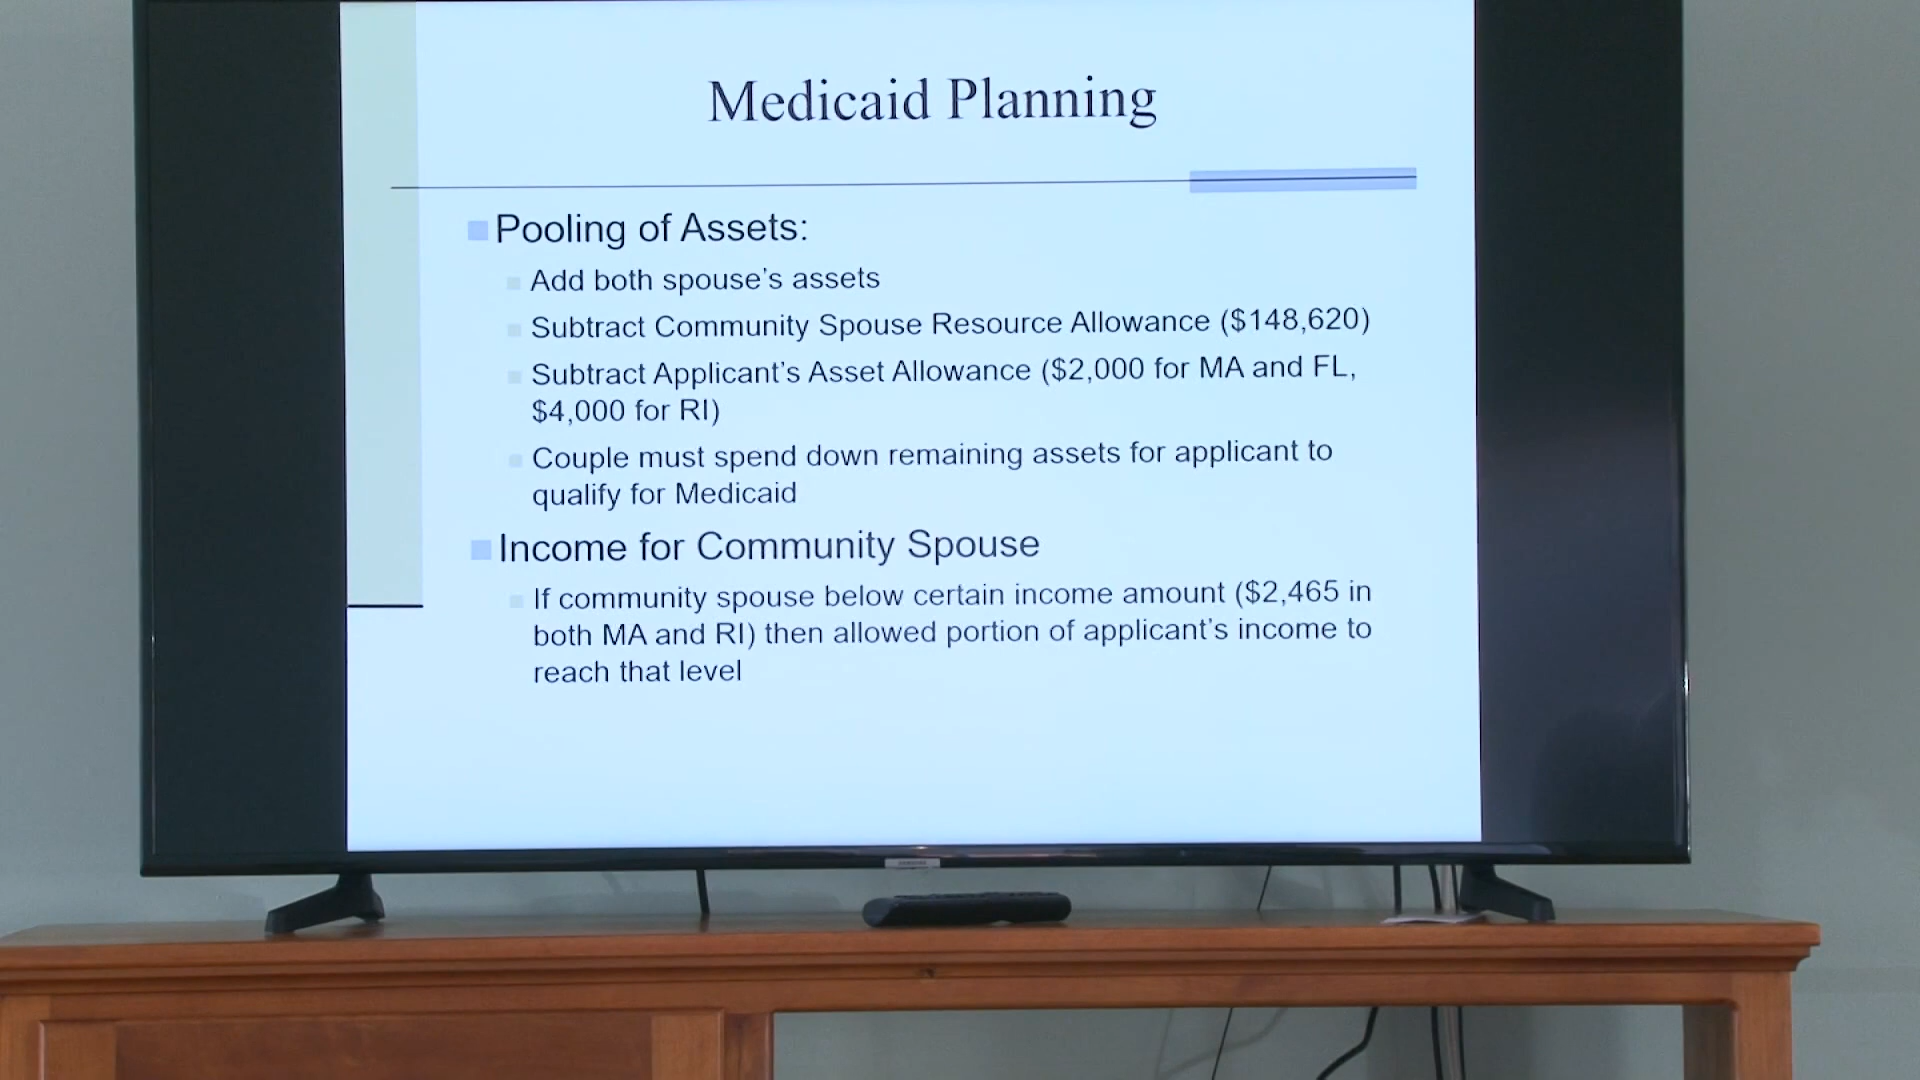 Medicaid Planning
Pooling of Assets:
Add both spouse's assets
Subtract Community Spouse Resource Allowance ($148,620)
Subtract Applicant's Asset Allowance ($2,000 for MA and FL,
$4,000 for RI)
Couple must spend down remaining assets for applicant to
qualify for Medicaid
Income for Community Spouse
If community spouse below certain income amount ($2,465 in
both MA and RI) then allowed portion of applicant's income to
reach that level
SAMSUNG